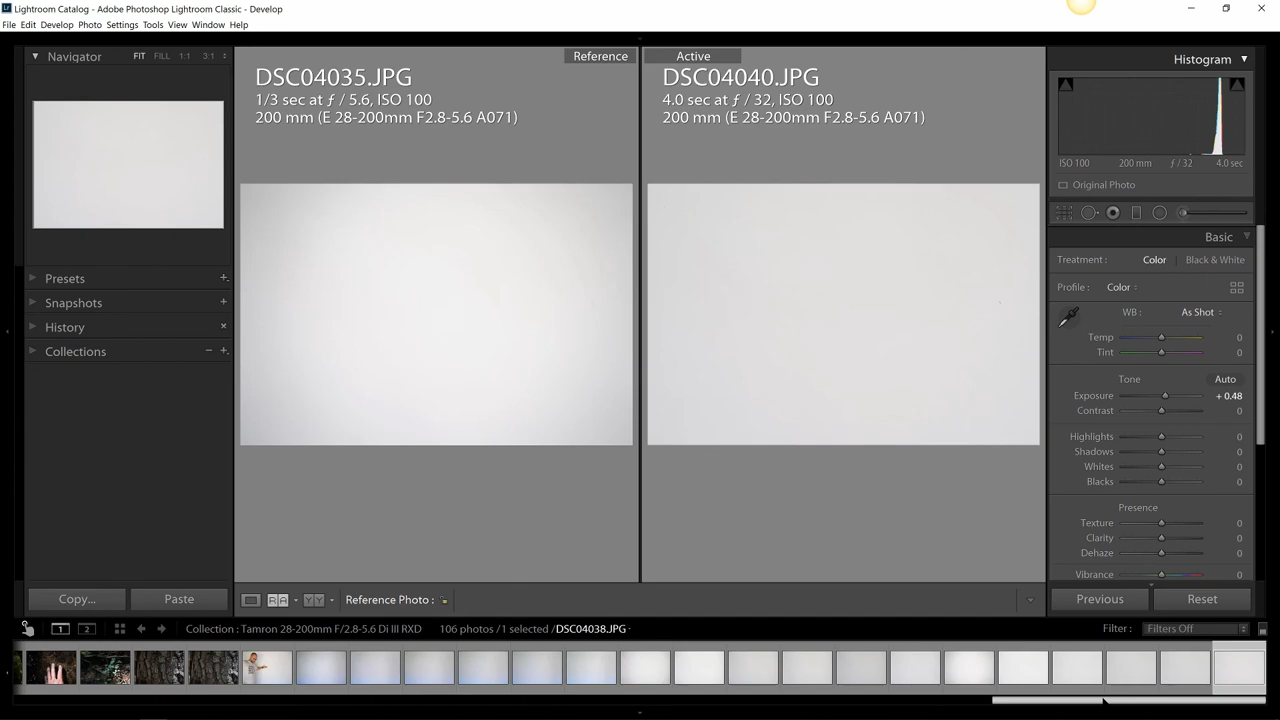 Lightroom Catalog - Adobe Photoshop Lightroom Classic - Develop
File Edit Develop Photo Settings Tools View Window Help
Navigator FIT FILL 1:1 3:1
Presets
Snapshots
History
Collections
Copy... Paste
Reference
DSC04035.JPG
1/3 sec at ƒ / 5.6, ISO 100
200 mm (E 28-200mm F2.8-5.6 A071)
Active
DSC04040.JPG
4.0 sec at ƒ / 32, ISO 100
200 mm (E 28-200mm F2.8-5.6 A071)
Reference Photo :
Histogram
ISO 100 200 mm ƒ / 32 4.0 sec
Original Photo
Basic
Treatment : Color Black & White
Profile : Color
WB : As Shot
Temp 0
Tint 0
Tone Auto
Exposure + 0.48
Contrast 0
Highlights 0
Shadows 0
Whites 0
Blacks 0
Presence
Texture 0
Clarity 0
Dehaze 0
Vibrance 0
Previous Reset
1 2 Collection : Tamron 28-200mm F/2.8-5.6 Di III RXD 106 photos /1 selected /DSC04038.JPG
Filter : Filters Off